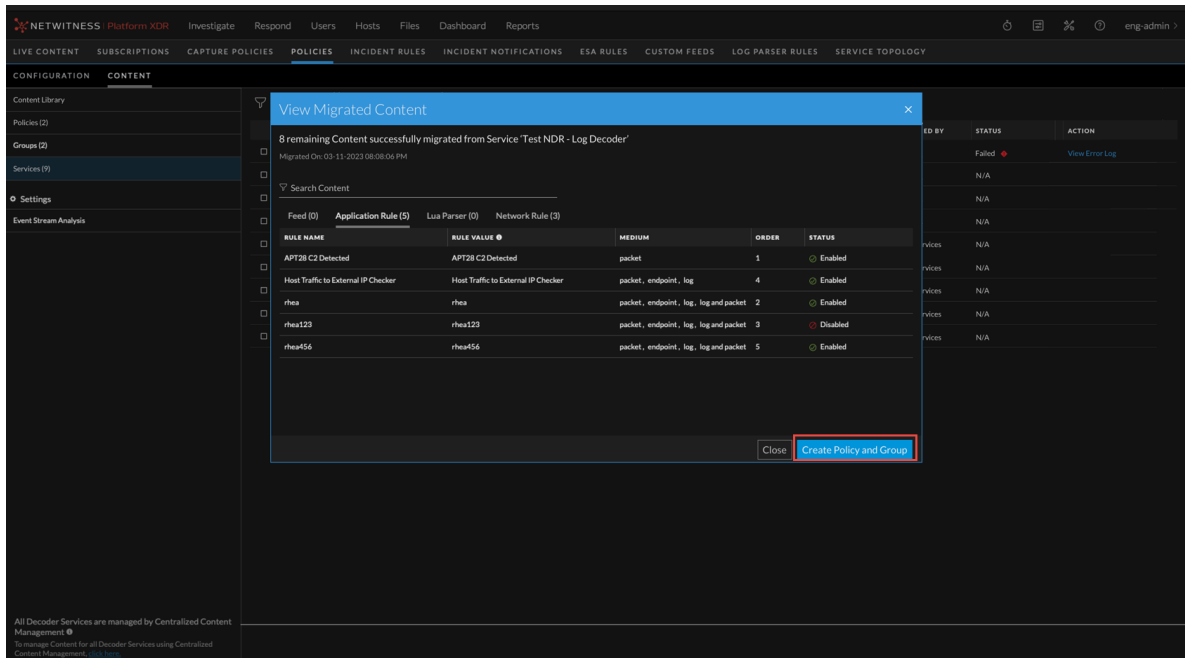 NETWITNESS Platform XDR Investigate Respond Users Hosts Files Dashboard Reports eng-admin >
LIVE CONTENT SUBSCRIPTIONS CAPTURE POLICIES POLICIES INCIDENT RULES INCIDENT NOTIFICATIONS ESA RULES CUSTOM FEEDS LOG PARSER RULES SERVICE TOPOLOGY
CONFIGURATION CONTENT
Content Library
Policies (2)
Groups (2)
Services (9)
Settings
Event Stream Analysis
View Migrated Content
8 remaining Content successfully migrated from Service 'Test NDR - Log Decoder'
Migrated On: 03-11-2023 08:08:06 PM
Search Content
Feed (0) Application Rule (5) Lua Parser (0) Network Rule (3)
RULE NAME RULE VALUE MEDIUM ORDER STATUS
APT28 C2 Detected APT28 C2 Detected packet 1 Enabled
Host Traffic to External IP Checker Host Traffic to External IP Checker packet, endpoint, log 4 Enabled
rhea rhea packet, endpoint, log, log and packet 2 Enabled
rhea123 rhea123 packet, endpoint, log, log and packet 3 Disabled
rhea456 rhea456 packet, endpoint, log, log and packet 5 Enabled
Close Create Policy and Group
ED BY STATUS ACTION
Failed View Error Log
N/A
N/A
N/A
rvices N/A
rvices N/A
rvices N/A
rvices N/A
rvices N/A
All Decoder Services are managed by Centralized Content
Management
To manage Content for all Decoder Services using Centralized
Content Management, click here.